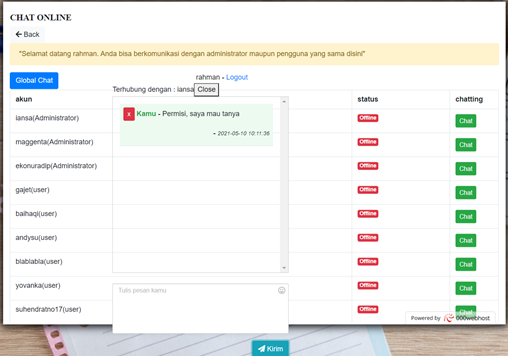 CHAT ONLINE
Back
"Selamat datang rahman. Anda bisa berkomunikasi dengan administrator maupun pengguna yang sama disini"
Global Chat
rahman - Logout
Terhubung dengan : iansa Close
akun status chatting
x Kamu - Permisi, saya mau tanya
- 2021-05-10 10:11:36
iansa(Administrator) Offline Chat
maggenta(Administrator) Offline Chat
ekonuradip(Administrator) Offline Chat
gajet(user) Offline Chat
baihaqi(user) Offline Chat
andysu(user) Offline Chat
blablabla(user) Offline Chat
yovanka(user) Offline Chat
Tulis pesan kamu
suhendratno17(user) Offline Chat
Powered by 000webhost
Kirim